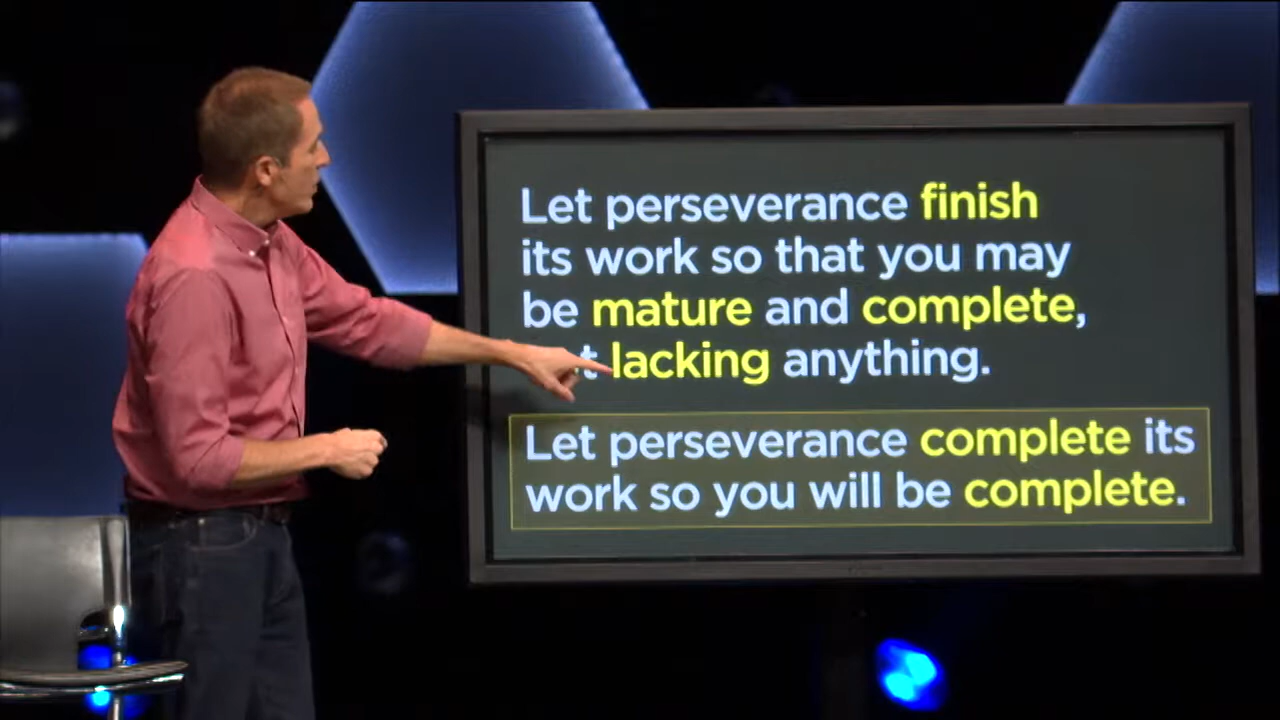 Let perseverance finish
its work so that you may
be mature and complete,
lacking anything.
Let perseverance complete its
work so you will be complete.